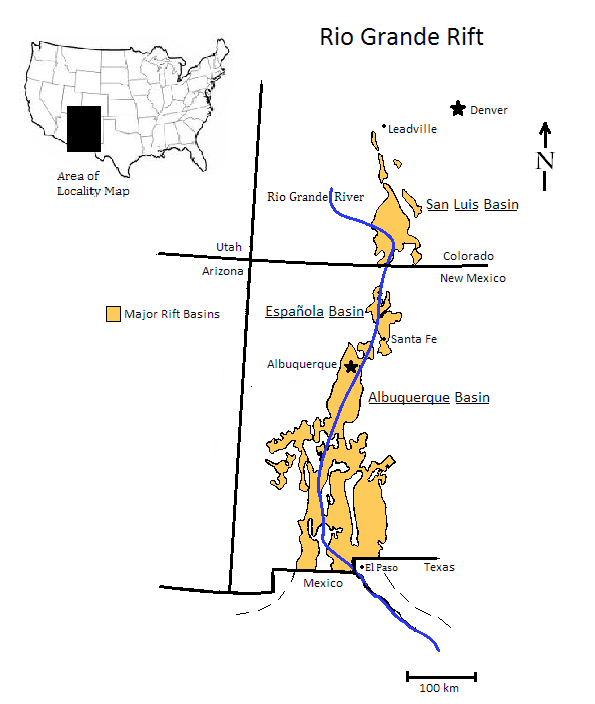 Rio Grande Rift
Denver
Leadville
N
Area of
Locality Map
Rio Grande River
San Luis Basin
Utah
Colorado
Arizona
New Mexico
Española Basin
Major Rift Basins
Santa Fe
Albuquerque
Albuquerque Basin
El Paso
Texas
Mexico
100 km